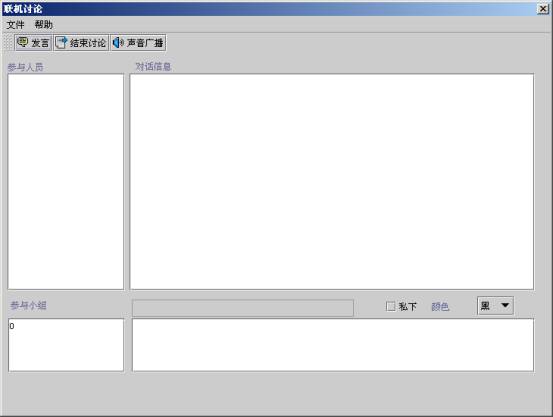 联机讨论
文件 帮助
发言 结束讨论 声音广播
参与人员 对话信息
参与小组 私下 颜色 黑
0